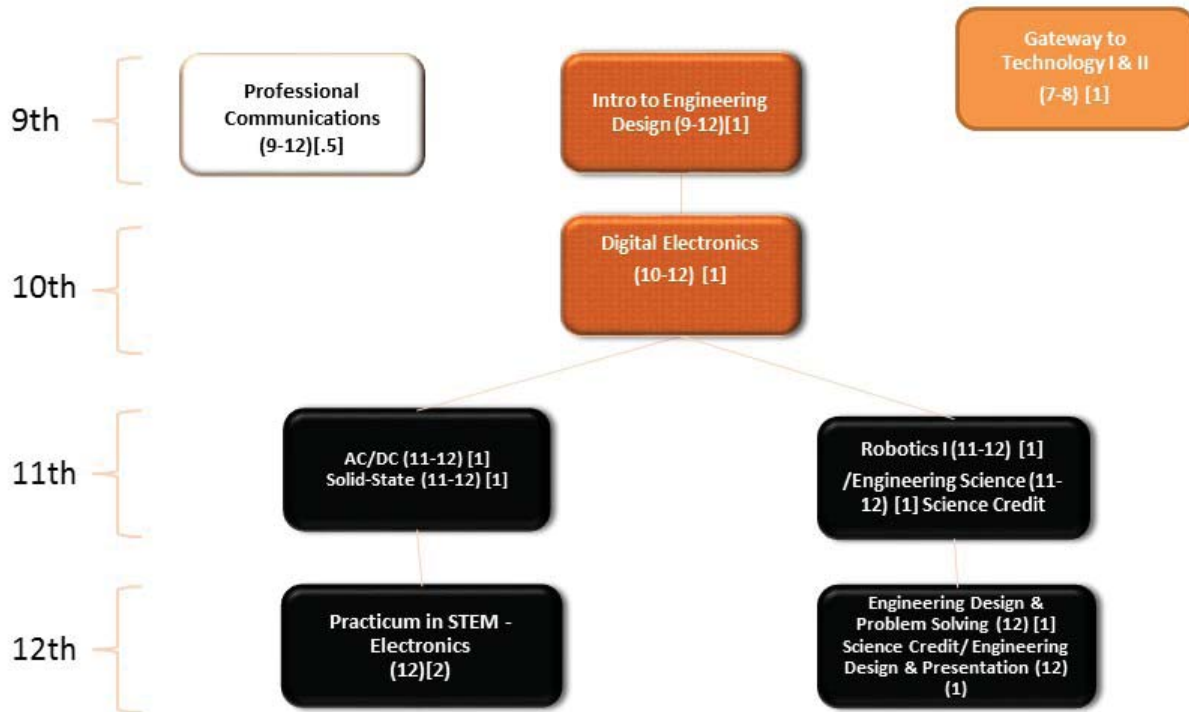 9th
Professional
Communications
(9-12)[.5]
Intro to Engineering
Design (9-12)[1]
Gateway to
Technology I & II
(7-8) [1]
10th
Digital Electronics
(10-12) [1]
11th
AC/DC (11-12) [1]
Solid-State (11-12) [1]
Robotics I (11-12) [1]
/Engineering Science (11-
12) [1] Science Credit
12th
Practicum in STEM -
Electronics
(12)[2)
Engineering Design &
Problem Solving (12) [1]
Science Credit/ Engineering
Design & Presentation (12)
(1)